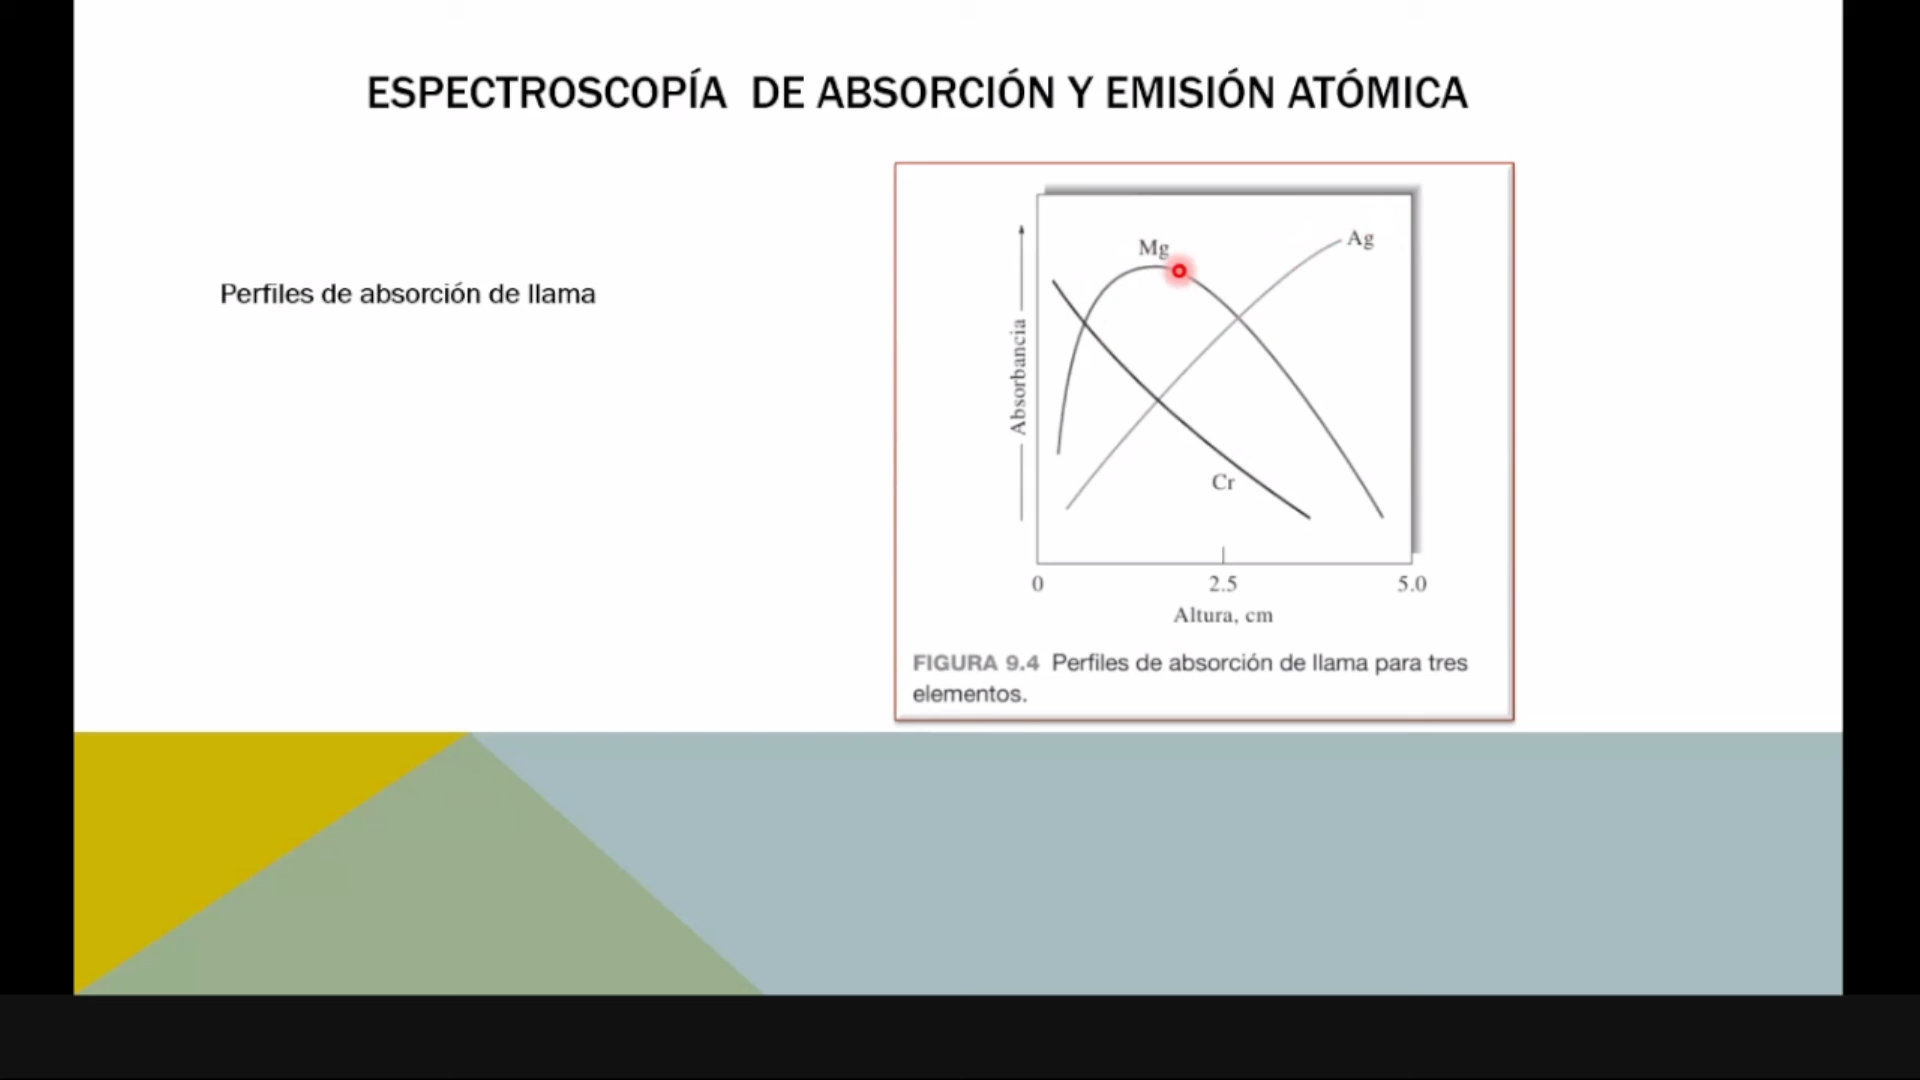 ESPECTROSCOPÍA DE ABSORCIÓN Y EMISIÓN ATÓMICA
Perfiles de absorción de llama
Mg
Ag
Absorbancia
Cr
0
2.5
5.0
Altura, cm
FIGURA 9.4 Perfiles de absorción de llama para tres
elementos.